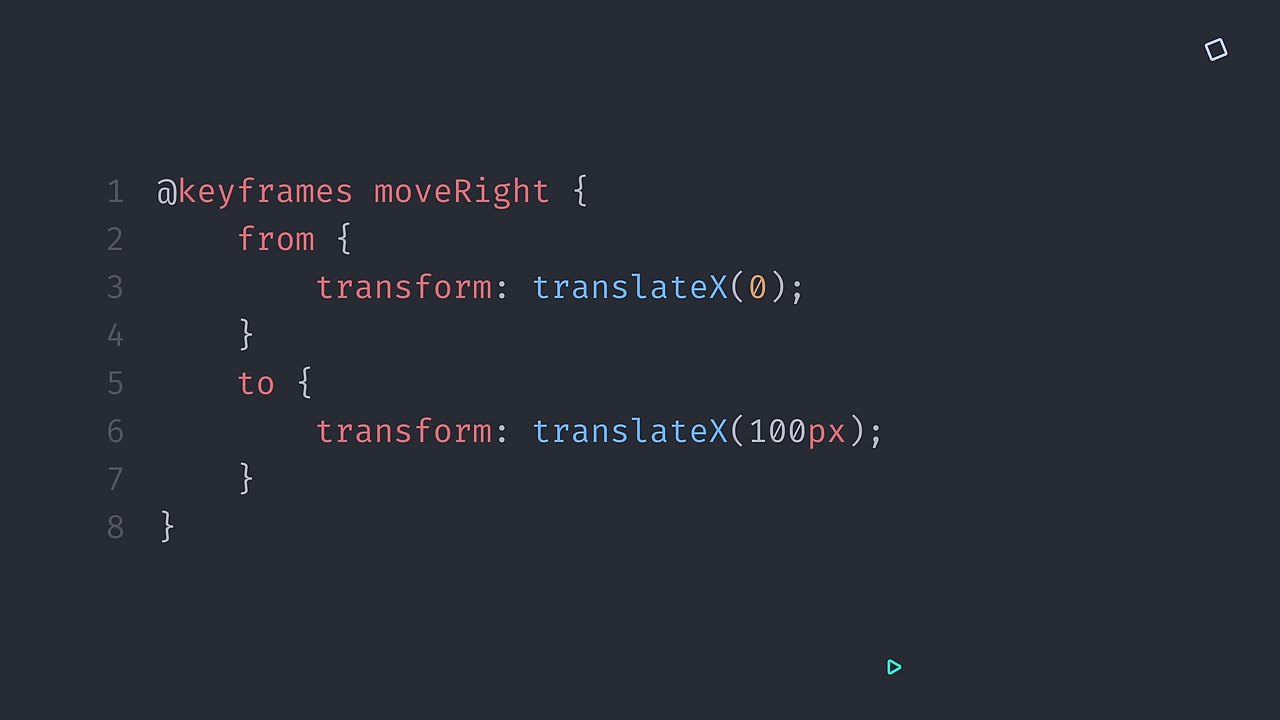 1 @keyframes moveRight {
2     from {
3         transform: translateX(0);
4     }
5     to {
6         transform: translateX(100px);
7     }
8 }